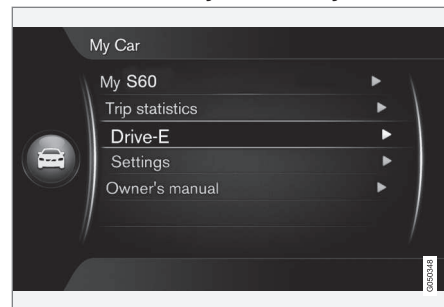 My Car
My S60
Trip statistics
Drive-E
Settings
Owner's manual
G050348